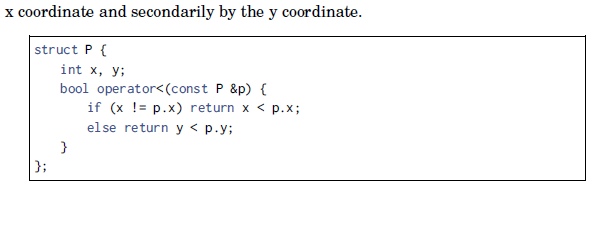 x coordinate and secondarily by the y coordinate.
struct P {
    int x, y;
    bool operator<(const P &p) {
        if (x != p.x) return x < p.x;
        else return y < p.y;
    }
};